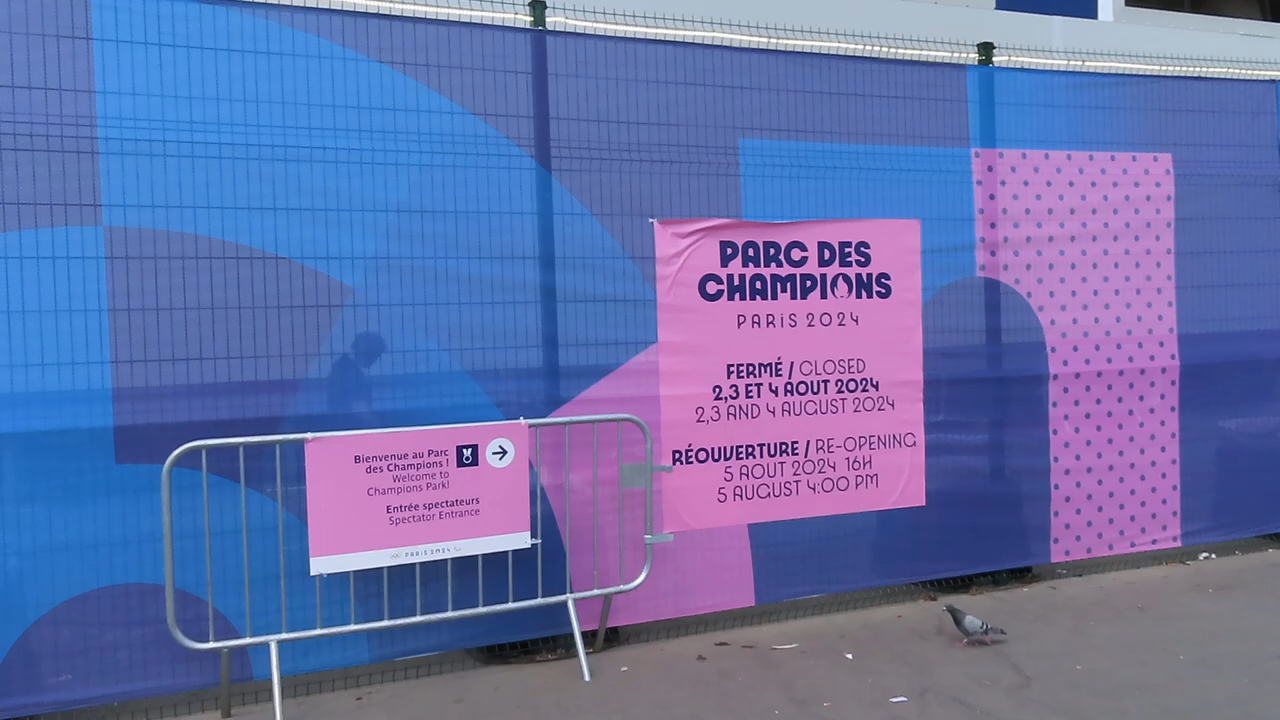 PARC DES
CHAMPIONS
PARIS 2024
FERMÉ / CLOSED
2,3 ET 4 AOUT 2024
2,3 AND 4 AUGUST 2024
RÉOUVERTURE / RE-OPENING
5 AOUT 2024 16H
5 AUGUST 4:00 PM
Bienvenue au Parc
des Champions !
Welcome to
Champions Park!
Entrée spectateurs
Spectator Entrance
PARIS 2024